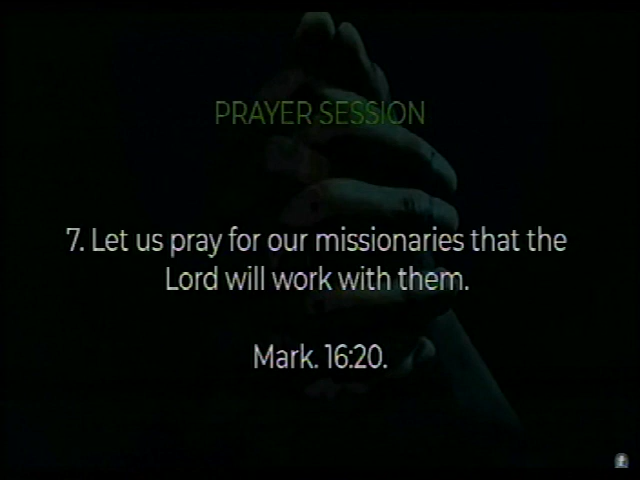 PRAYER SESSION
7. Let us pray for our missionaries that the
Lord will work with them.
Mark. 16:20.